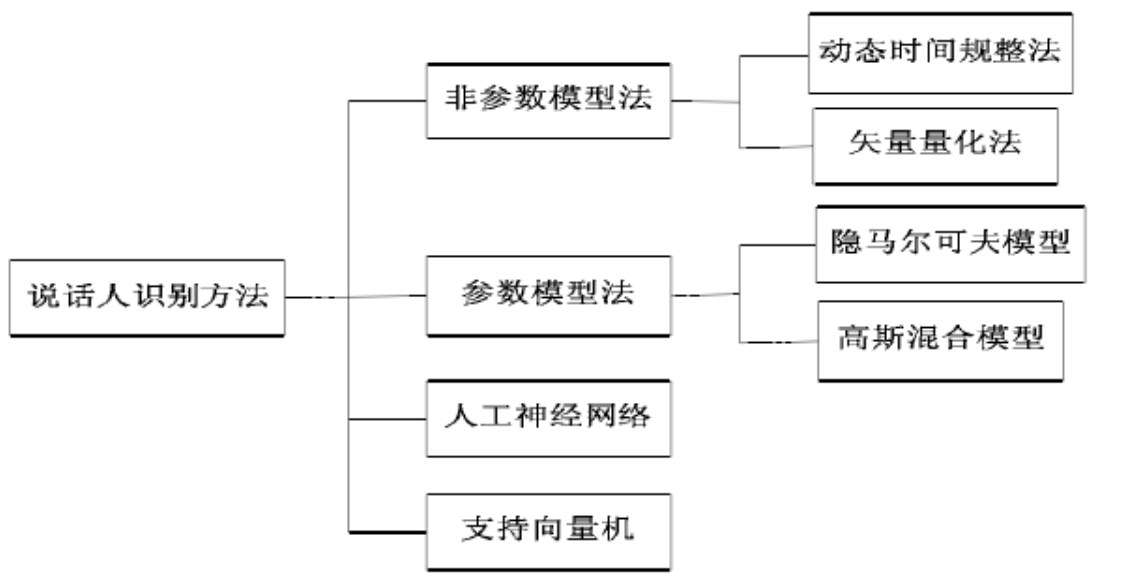 说话人识别方法
非参数模型法
动态时间规整法
矢量量化法
参数模型法
隐马尔可夫模型
高斯混合模型
人工神经网络
支持向量机